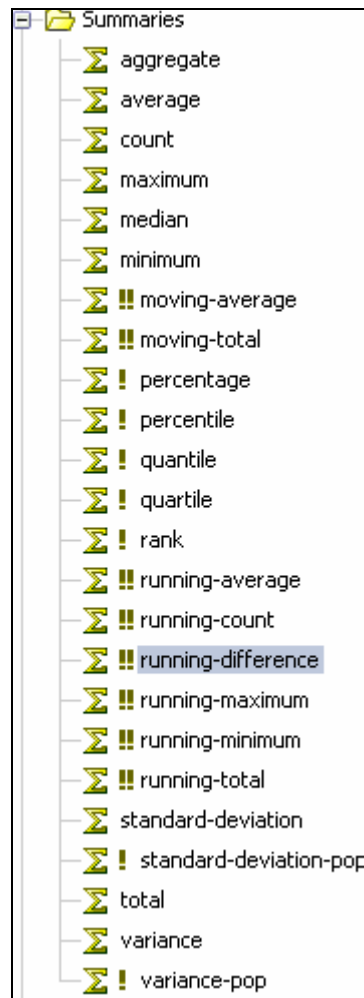 Summaries
aggregate
average
count
maximum
median
minimum
!! moving-average
!! moving-total
! percentage
! percentile
! quantile
! quartile
! rank
!! running-average
!! running-count
!! running-difference
!! running-maximum
!! running-minimum
!! running-total
standard-deviation
! standard-deviation-pop
total
variance
! variance-pop